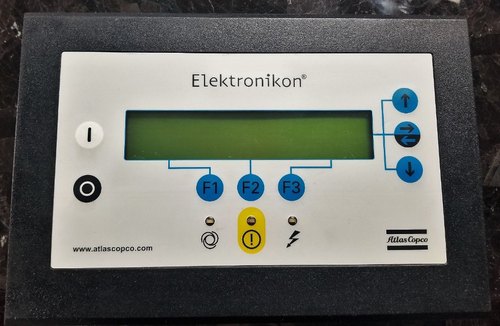 Elektronikon®
I
O
F1 F2 F3
www.atlascopco.com
Atlas Copco